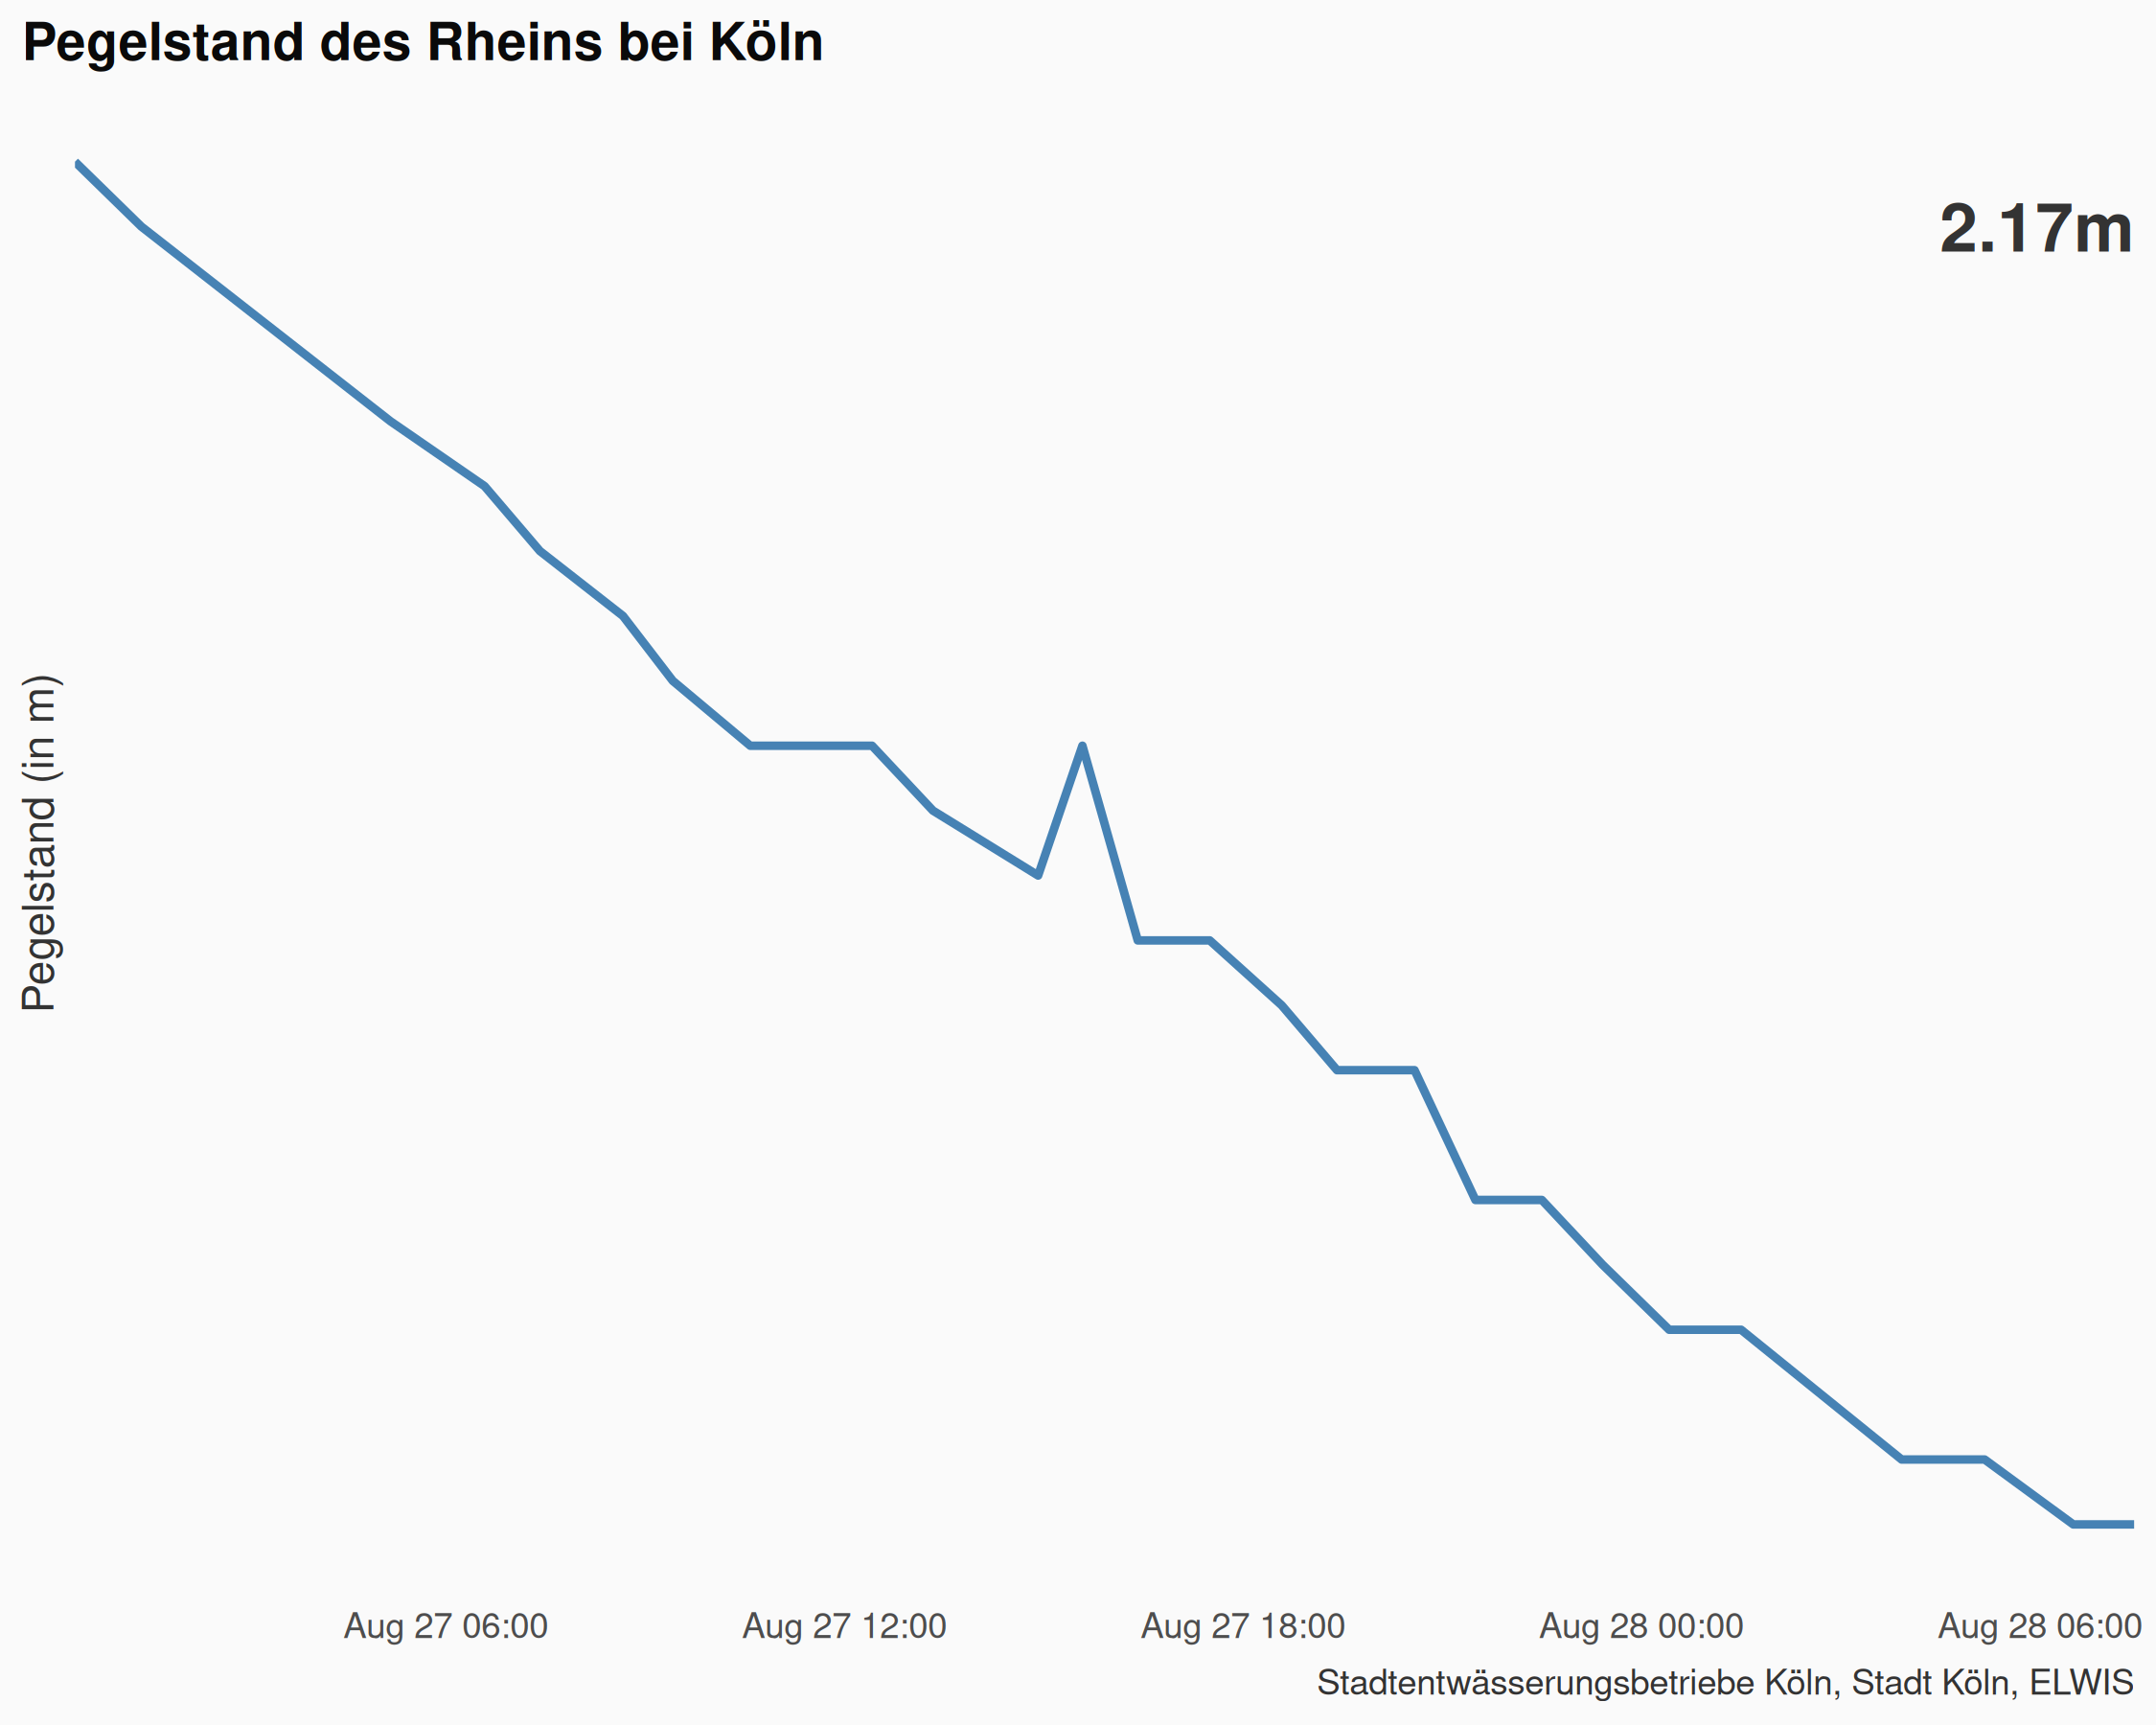 Pegelstand des Rheins bei Köln
2.17m
Pegelstand (in m)
Aug 27 06:00
Aug 27 12:00
Aug 27 18:00
Aug 28 00:00
Aug 28 06:00
Stadtentwässerungsbetriebe Köln, Stadt Köln, ELWIS